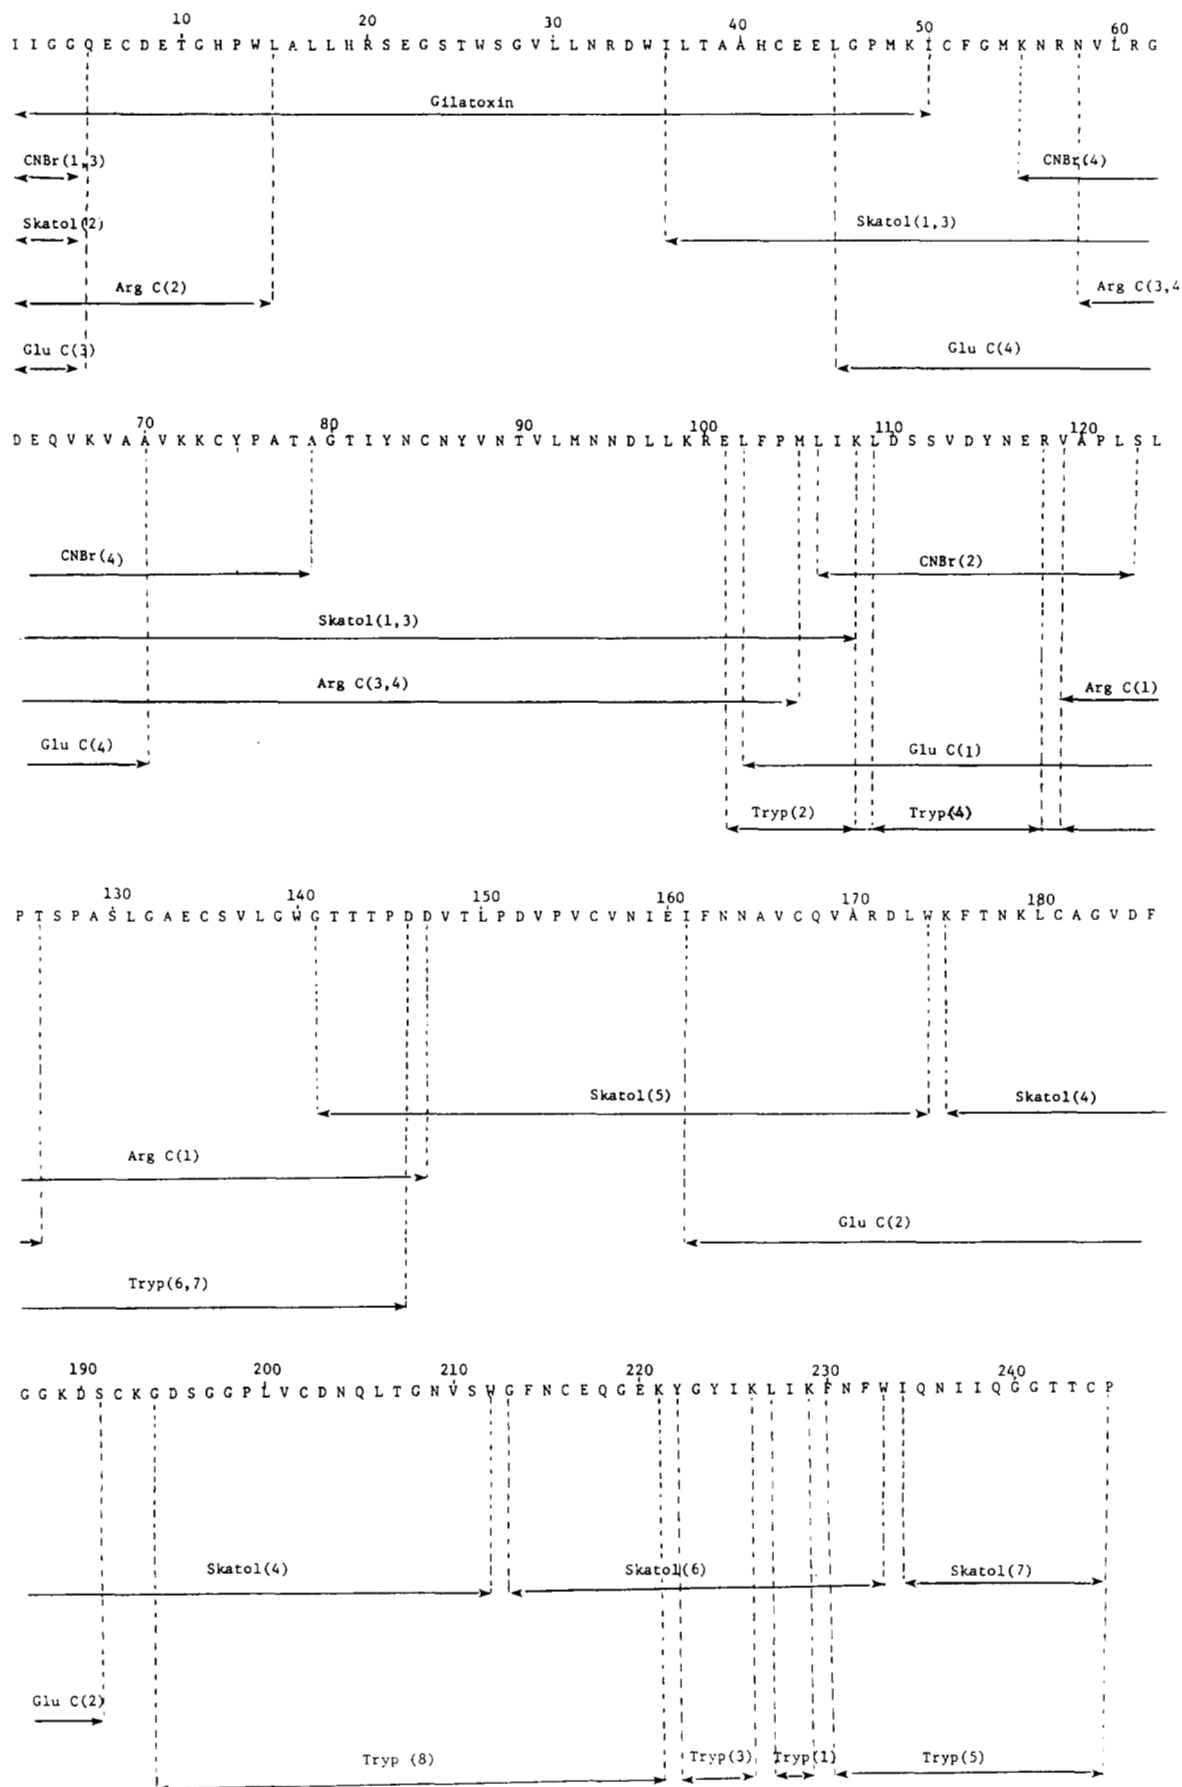 10 20 30 40 50 60
I I G G Q E C D E T G H P W L A L L H R S E G S T W S G V L L N R D W I L T A A H C E E L G P M K I C F G M K N R N V L R G
Gilatoxin
CNBr(1,3) CNBr(4)
Skatol(2) Skatol(1,3)
Arg C(2) Arg C(3,4
Glu C(3) Glu C(4)
70 80 90 100 110 120
D E Q V K V A A V K K C Y P A T A G T I Y N C N Y V N T V L M N N D L L K R E L F P M L I K L D S S V D Y N E R V A P L S L
CNBr(4) CNBr(2)
Skatol(1,3)
Arg C(3,4) Arg C(1)
Glu C(4) Glu C(1)
Tryp(2) Tryp(4)
130 140 150 160 170 180
P T S P A S L G A E C S V L G W G T T T P D D V T L P D V P V C V N I E I F N N A V C Q V A R D L W K F T N K L C A G V D F
Skatol(5) Skatol(4)
Arg C(1)
Glu C(2)
Tryp(6,7)
190 200 210 220 230 240
G G K D S C K G D S G G P L V C D N Q L T G N V S W G F N C E Q G E K Y G Y I K L I K F N F W I Q N I I Q G G T T C P
Skatol(4) Skatol(6) Skatol(7)
Glu C(2)
Tryp (8) Tryp(3) Tryp(1) Tryp(5)